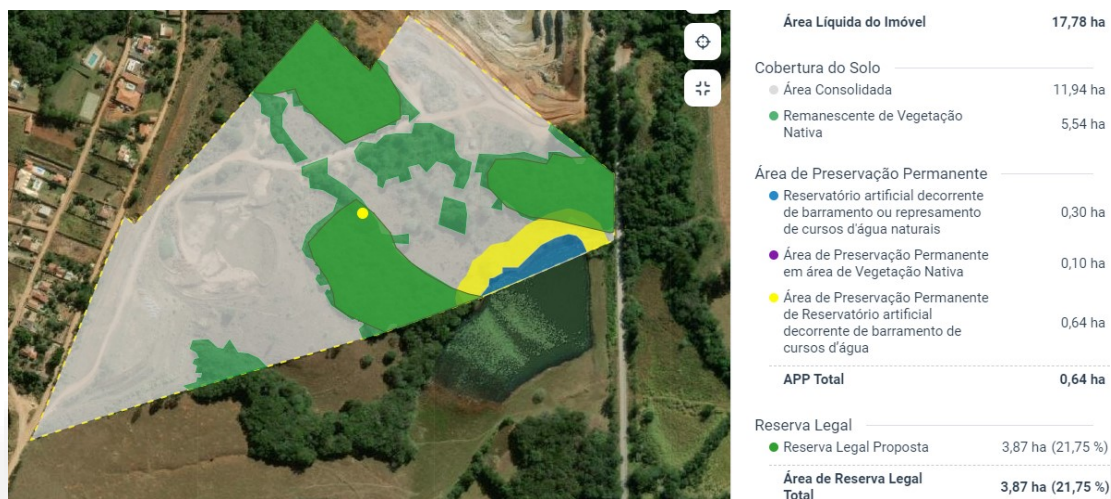 Área Líquida do Imóvel 17,78 ha
Cobertura do Solo
Área Consolidada 11,94 ha
Remanescente de Vegetação
Nativa 5,54 ha
Área de Preservação Permanente
Reservatório artificial decorrente
de barramento ou represamento
de cursos d'água naturais 0,30 ha
Área de Preservação Permanente
em área de Vegetação Nativa 0,10 ha
Área de Preservação Permanente
de Reservatório artificial
decorrente de barramento de
cursos d'água 0,64 ha
APP Total 0,64 ha
Reserva Legal
Reserva Legal Proposta 3,87 ha (21,75 %)
Área de Reserva Legal
Total 3,87 ha (21,75 %)